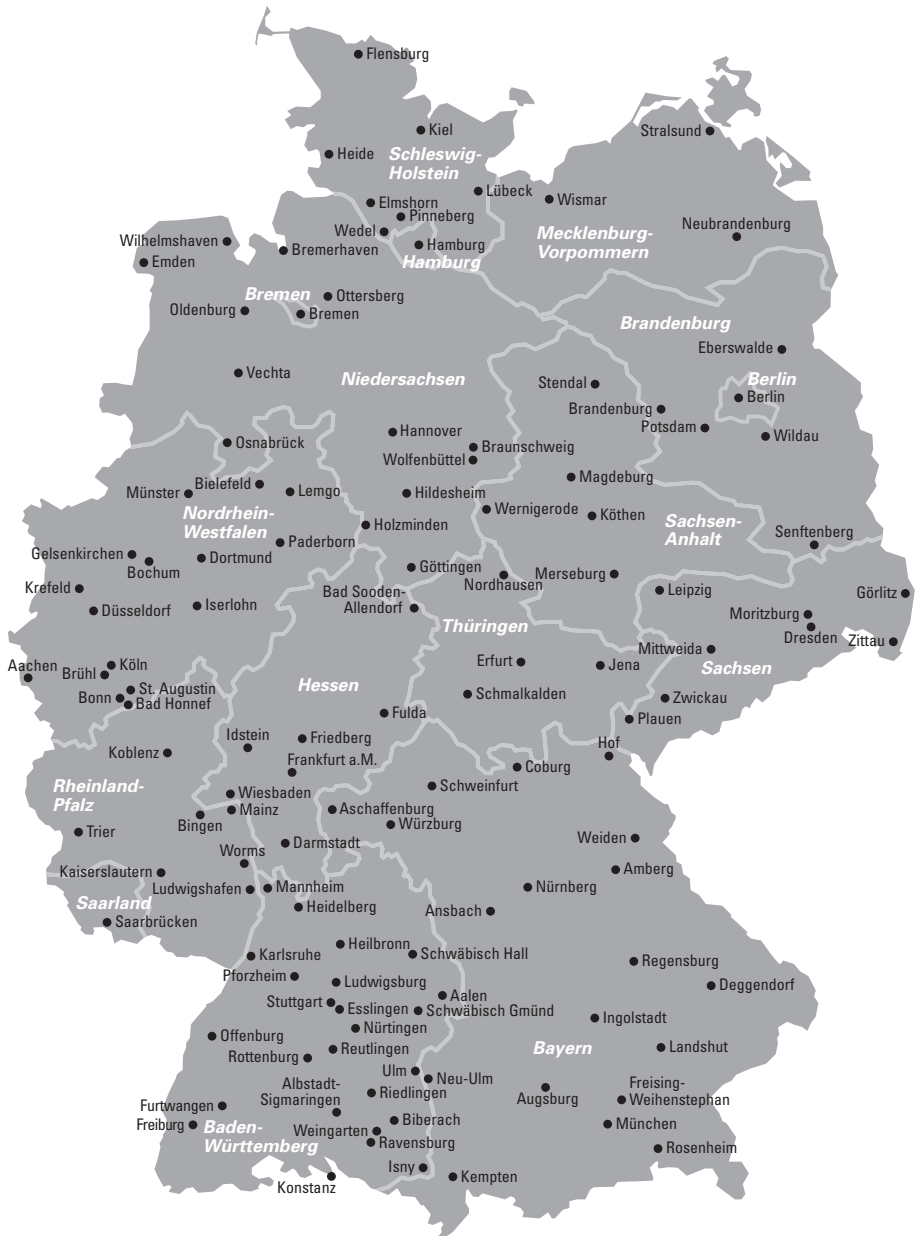 Flensburg
Kiel
Stralsund
Heide
Schleswig-
Holstein
Lübeck
Wismar
Elmshorn
Pinneberg
Neubrandenburg
Wedel
Mecklenburg-
Vorpommern
Wilhelmshaven
Hamburg
Bremerhaven
Emden
Hamburg
Bremen
Ottersberg
Oldenburg
Bremen
Brandenburg
Eberswalde
Vechta
Niedersachsen
Stendal
Berlin
Berlin
Brandenburg
Potsdam
Wildau
Hannover
Osnabrück
Braunschweig
Wolfenbüttel
Magdeburg
Bielefeld
Lemgo
Münster
Hildesheim
Wernigerode
Köthen
Nordrhein-
Westfalen
Holzminden
Sachsen-
Anhalt
Senftenberg
Paderborn
Gelsenkirchen
Dortmund
Bochum
Göttingen
Nordhausen
Merseburg
Krefeld
Bad Sooden-
Allendorf
Leipzig
Görlitz
Düsseldorf
Iserlohn
Moritzburg
Dresden
Thüringen
Zittau
Mittweida
Aachen
Köln
Brühl
Erfurt
Jena
Sachsen
Hessen
St. Augustin
Bonn
Bad Honnef
Schmalkalden
Zwickau
Fulda
Plauen
Idstein
Friedberg
Hof
Koblenz
Frankfurt a.M.
Coburg
Rheinland-
Pfalz
Schweinfurt
Wiesbaden
Mainz
Aschaffenburg
Bingen
Würzburg
Trier
Darmstadt
Weiden
Worms
Kaiserslautern
Amberg
Ludwigshafen
Mannheim
Nürnberg
Saarland
Heidelberg
Ansbach
Saarbrücken
Heilbronn
Karlsruhe
Schwäbisch Hall
Regensburg
Pforzheim
Ludwigsburg
Deggendorf
Aalen
Stuttgart
Esslingen
Schwäbisch Gmünd
Ingolstadt
Nürtingen
Offenburg
Reutlingen
Bayern
Landshut
Rottenburg
Ulm
Neu-Ulm
Albstadt-
Sigmaringen
Riedlingen
Augsburg
Freising-
Weihenstephan
Furtwangen
Freiburg
Biberach
München
Baden-
Württemberg
Weingarten
Ravensburg
Rosenheim
Isny
Kempten
Konstanz